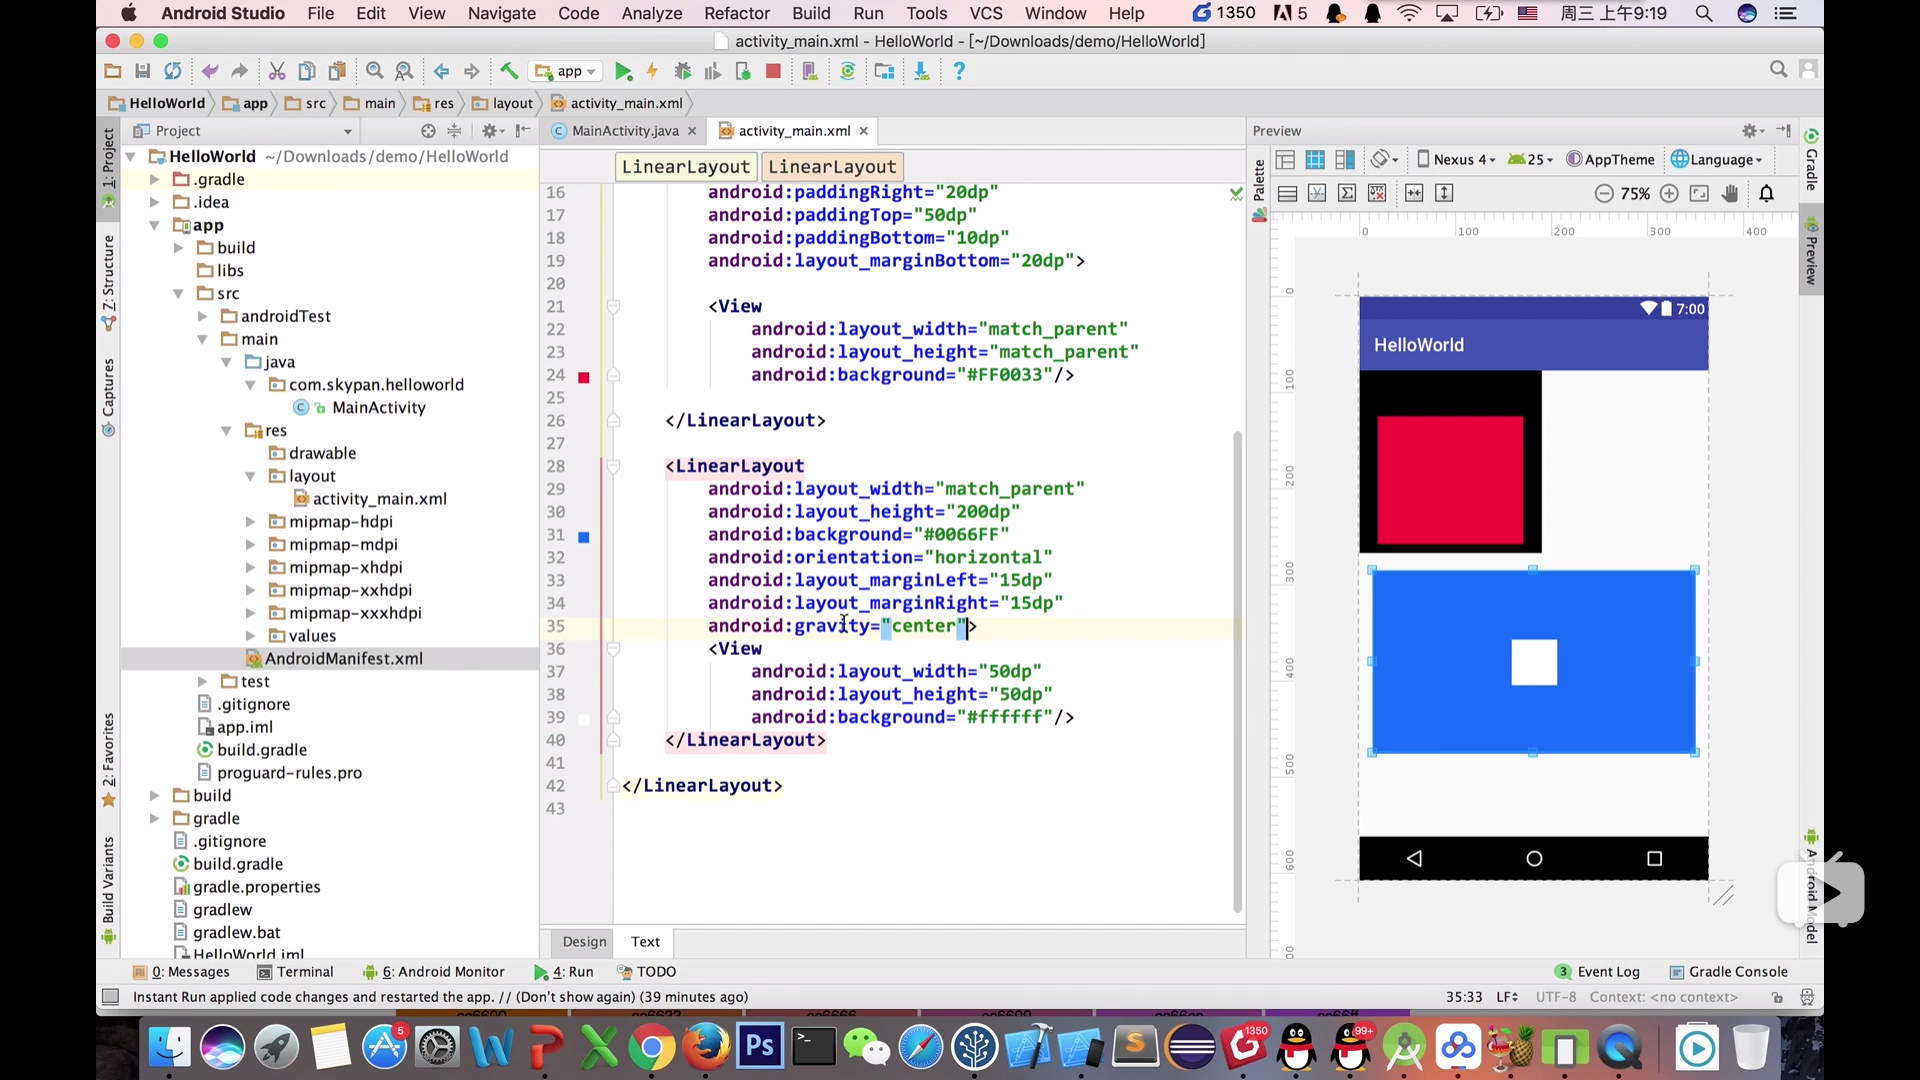 Android Studio File Edit View Navigate Code Analyze Refactor Build Run Tools VCS Window Help 1350 5 周三 上午9:19
activity_main.xml - HelloWorld - [~/Downloads/demo/HelloWorld]
app
HelloWorld app src main res layout activity_main.xml
Project
MainActivity.java activity_main.xml
Preview
1: Project
Z: Structure
Captures
2: Favorites
Build Variants
HelloWorld ~/Downloads/demo/HelloWorld
.gradle
.idea
app
build
libs
src
androidTest
main
java
com.skypan.helloworld
MainActivity
res
drawable
layout
activity_main.xml
mipmap-hdpi
mipmap-mdpi
mipmap-xhdpi
mipmap-xxhdpi
mipmap-xxxhdpi
values
AndroidManifest.xml
test
.gitignore
app.iml
build.gradle
proguard-rules.pro
build
gradle
.gitignore
build.gradle
gradle.properties
gradlew
gradlew.bat
HelloWorld.iml
LinearLayout LinearLayout
16 android:paddingRight="20dp"
17 android:paddingTop="50dp"
18 android:paddingBottom="10dp"
19 android:layout_marginBottom="20dp">
20
21 <View
22 android:layout_width="match_parent"
23 android:layout_height="match_parent"
24 android:background="#FF0033"/>
25
26 </LinearLayout>
27
28 <LinearLayout
29 android:layout_width="match_parent"
30 android:layout_height="200dp"
31 android:background="#0066FF"
32 android:orientation="horizontal"
33 android:layout_marginLeft="15dp"
34 android:layout_marginRight="15dp"
35 android:gravity="center">
36 <View
37 android:layout_width="50dp"
38 android:layout_height="50dp"
39 android:background="#ffffff"/>
40 </LinearLayout>
41
42 </LinearLayout>
43
Design Text
Palette
Nexus 4 25 AppTheme Language
75%
0 100 200 300 400
0
100
200
300
400
500
600
7:00
HelloWorld
Gradle
Preview
Android Model
0: Messages Terminal 6: Android Monitor 4: Run TODO 3 Event Log Gradle Console
Instant Run applied code changes and restarted the app. // (Don't show again) (39 minutes ago) 35:33 LF UTF-8 Context: <no context>
5 Ps S 1350 99+